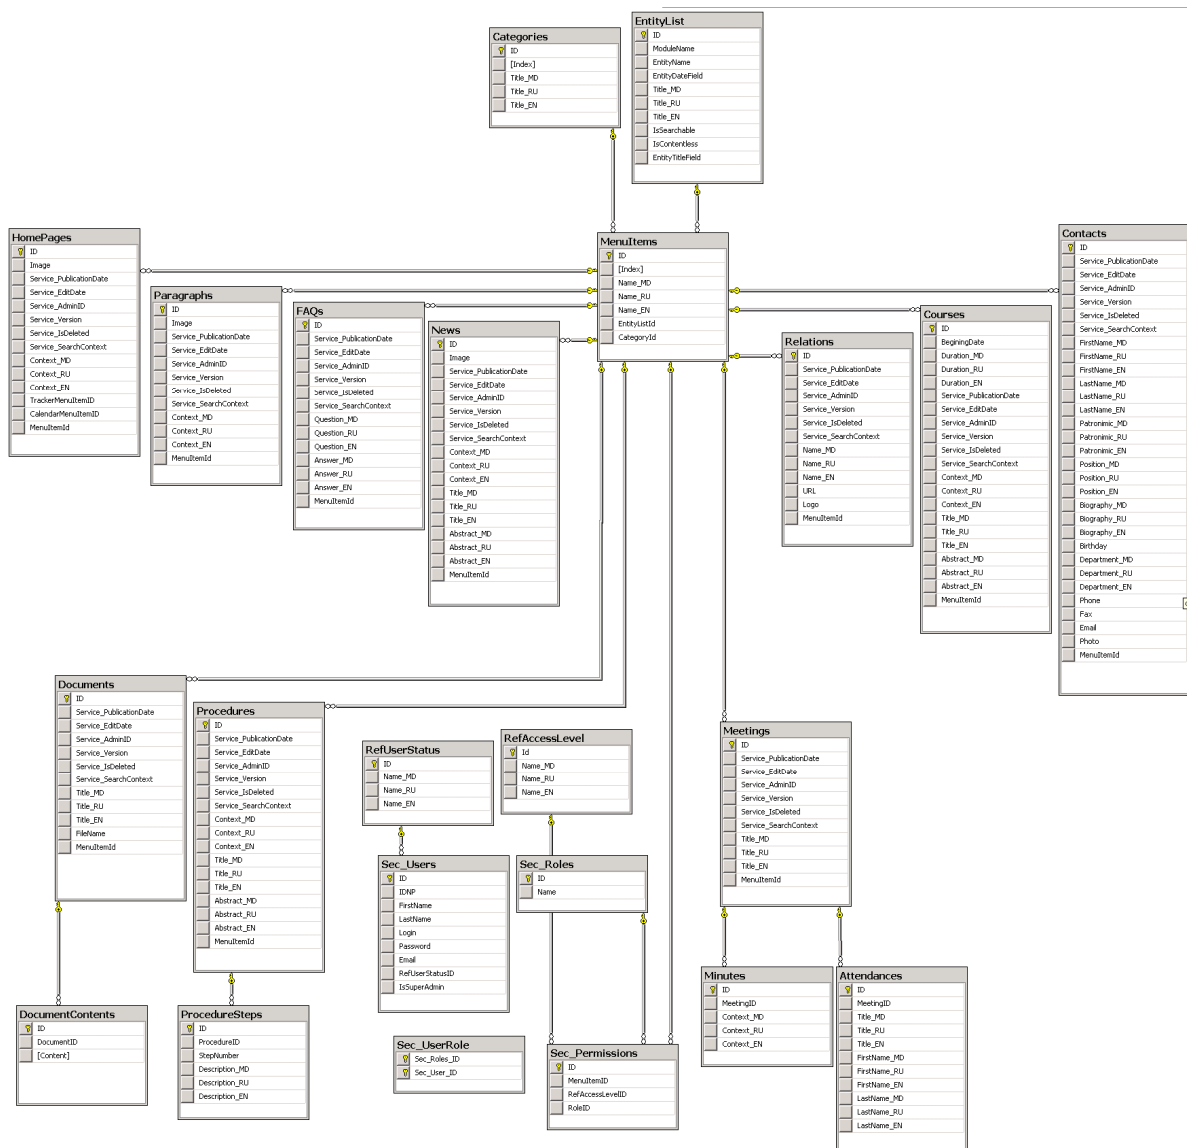 EntityList
ID
ModuleName
EntityName
EntityDateField
Title_MD
Title_RU
Title_EN
IsSearchable
IsContentless
EntityTitleField
Categories
ID
[Index]
Title_MD
Title_RU
Title_EN
HomePages
ID
Image
Service_PublicationDate
Service_EditDate
Service_AdminID
Service_Version
Service_IsDeleted
Service_SearchContext
Context_MD
Context_RU
Context_EN
TrackerMenuItemID
CalendarMenuItemID
MenuItemId
Paragraphs
ID
Image
Service_PublicationDate
Service_EditDate
Service_AdminID
Service_Version
Service_IsDeleted
Service_SearchContext
Context_MD
Context_RU
Context_EN
MenuItemId
FAQs
ID
Service_PublicationDate
Service_EditDate
Service_AdminID
Service_Version
Service_IsDeleted
Service_SearchContext
Question_MD
Question_RU
Question_EN
Answer_MD
Answer_RU
Answer_EN
MenuItemId
News
ID
Image
Service_PublicationDate
Service_EditDate
Service_AdminID
Service_Version
Service_IsDeleted
Service_SearchContext
Context_MD
Context_RU
Context_EN
Title_MD
Title_RU
Title_EN
Abstract_MD
Abstract_RU
Abstract_EN
MenuItemId
MenuItems
ID
[Index]
Name_MD
Name_RU
Name_EN
EntityListId
CategoryId
Relations
ID
Service_PublicationDate
Service_EditDate
Service_AdminID
Service_Version
Service_IsDeleted
Service_SearchContext
Name_MD
Name_RU
Name_EN
URL
Logo
MenuItemId
Courses
ID
BeginingDate
Duration_MD
Duration_RU
Duration_EN
Service_PublicationDate
Service_EditDate
Service_AdminID
Service_Version
Service_IsDeleted
Service_SearchContext
Context_MD
Context_RU
Context_EN
Title_MD
Title_RU
Title_EN
Abstract_MD
Abstract_RU
Abstract_EN
MenuItemId
Contacts
ID
Service_PublicationDate
Service_EditDate
Service_AdminID
Service_Version
Service_IsDeleted
Service_SearchContext
FirstName_MD
FirstName_RU
FirstName_EN
LastName_MD
LastName_RU
LastName_EN
Patronimic_MD
Patronimic_RU
Patronimic_EN
Position_MD
Position_RU
Position_EN
Biography_MD
Biography_RU
Biography_EN
Birthday
Department_MD
Department_RU
Department_EN
Phone
Fax
Email
Photo
MenuItemId
Documents
ID
Service_PublicationDate
Service_EditDate
Service_AdminID
Service_Version
Service_IsDeleted
Service_SearchContext
Title_MD
Title_RU
Title_EN
FileName
MenuItemId
Procedures
ID
Service_PublicationDate
Service_EditDate
Service_AdminID
Service_Version
Service_IsDeleted
Service_SearchContext
Context_MD
Context_RU
Context_EN
Title_MD
Title_RU
Title_EN
Abstract_MD
Abstract_RU
Abstract_EN
MenuItemId
RefUserStatus
ID
Name_MD
Name_RU
Name_EN
RefAccessLevel
Id
Name_MD
Name_RU
Name_EN
Meetings
ID
Service_PublicationDate
Service_EditDate
Service_AdminID
Service_Version
Service_IsDeleted
Service_SearchContext
Title_MD
Title_RU
Title_EN
MenuItemId
Sec_Users
ID
IDNP
FirstName
LastName
Login
Password
Email
RefUserStatusID
IsSuperAdmin
Sec_Roles
ID
Name
DocumentContents
ID
DocumentID
[Content]
ProcedureSteps
ID
ProcedureID
StepNumber
Description_MD
Description_RU
Description_EN
Sec_UserRole
Sec_Roles_ID
Sec_User_ID
Sec_Permissions
ID
MenuItemID
RefAccessLevelID
RoleID
Minutes
ID
MeetingID
Context_MD
Context_RU
Context_EN
Attendances
ID
MeetingID
Title_MD
Title_RU
Title_EN
FirstName_MD
FirstName_RU
FirstName_EN
LastName_MD
LastName_RU
LastName_EN